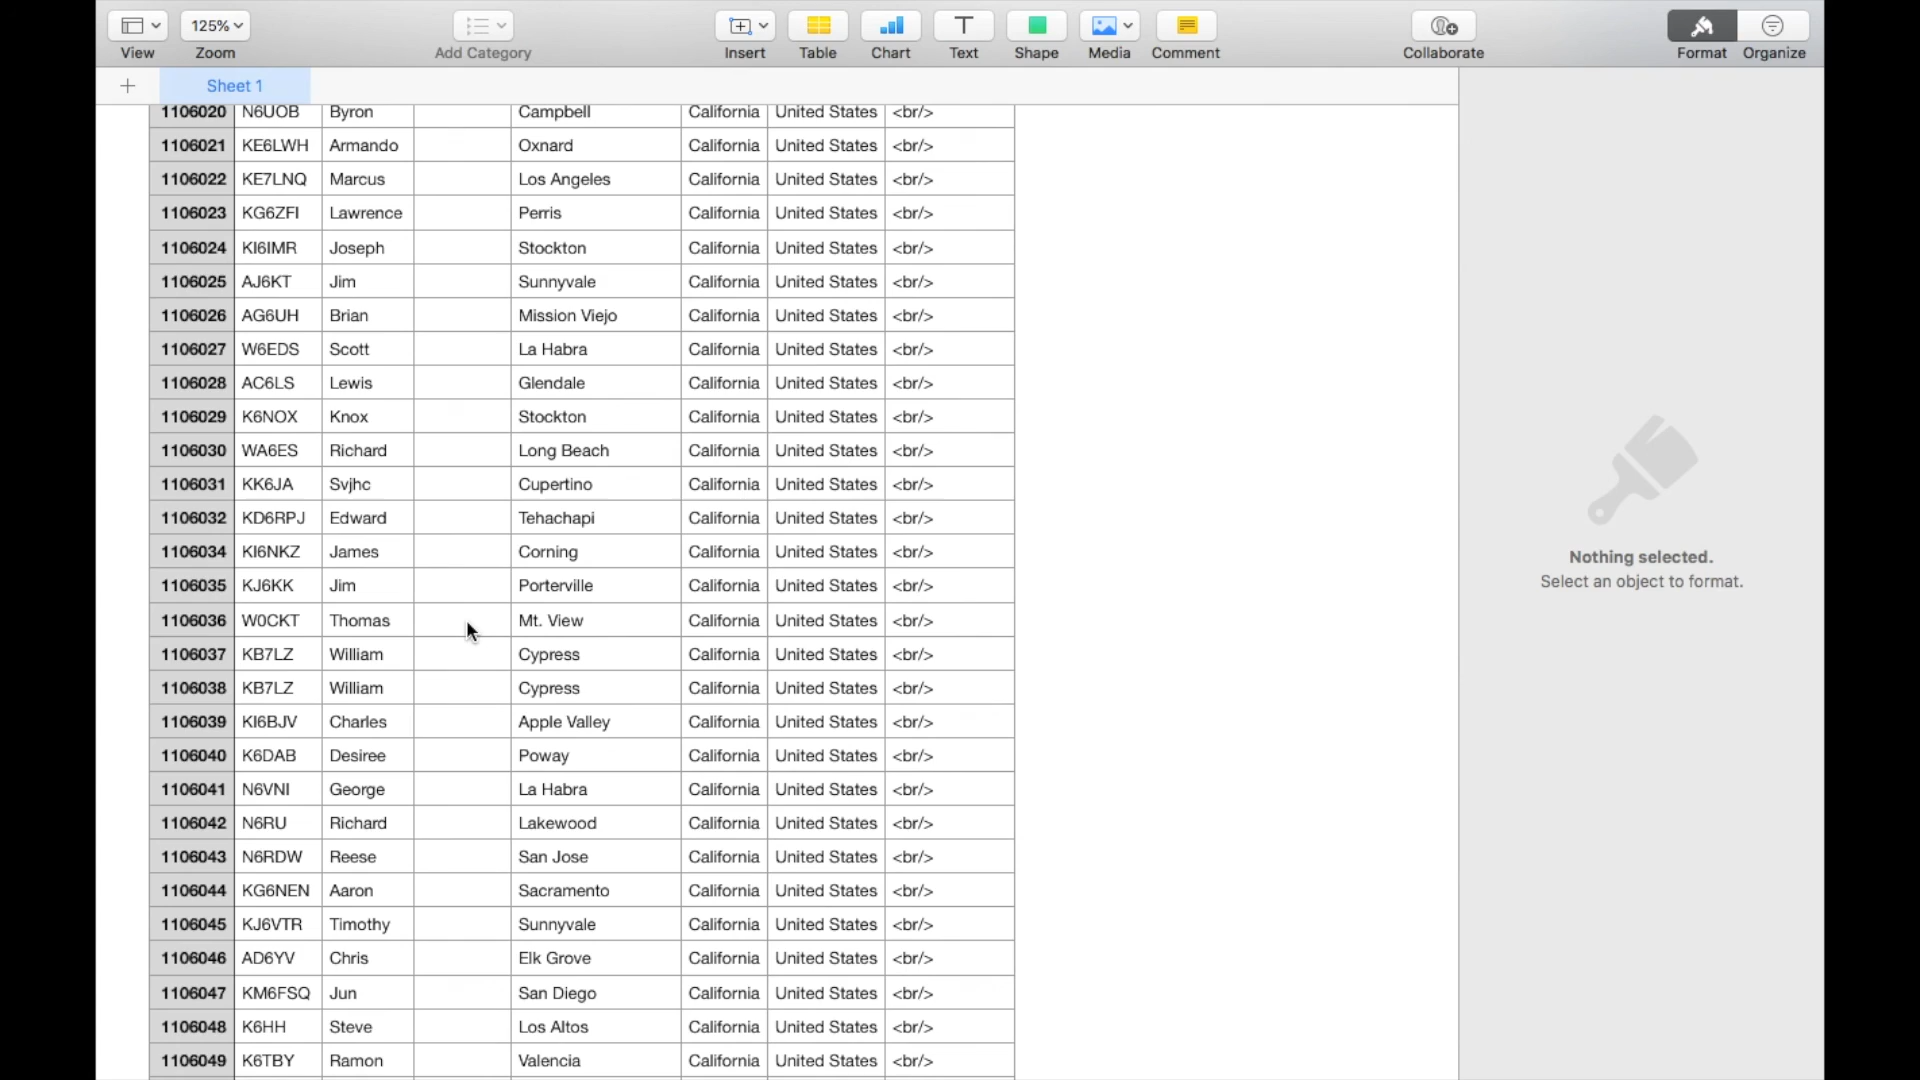 125%
View Zoom Add Category Insert Table Chart Text Shape Media Comment Collaborate Format Organize
Sheet 1
1106020 N6UOB Byron Campbell California United States <br/>
1106021 KE6LWH Armando Oxnard California United States <br/>
1106022 KE7LNQ Marcus Los Angeles California United States <br/>
1106023 KG6ZFI Lawrence Perris California United States <br/>
1106024 KI6IMR Joseph Stockton California United States <br/>
1106025 AJ6KT Jim Sunnyvale California United States <br/>
1106026 AG6UH Brian Mission Viejo California United States <br/>
1106027 W6EDS Scott La Habra California United States <br/>
1106028 AC6LS Lewis Glendale California United States <br/>
1106029 K6NOX Knox Stockton California United States <br/>
1106030 WA6ES Richard Long Beach California United States <br/>
1106031 KK6JA Svjhc Cupertino California United States <br/>
1106032 KD6RPJ Edward Tehachapi California United States <br/>
1106034 KI6NKZ James Corning California United States <br/>
1106035 KJ6KK Jim Porterville California United States <br/>
1106036 W0CKT Thomas Mt. View California United States <br/>
1106037 KB7LZ William Cypress California United States <br/>
1106038 KB7LZ William Cypress California United States <br/>
1106039 KI6BJV Charles Apple Valley California United States <br/>
1106040 K6DAB Desiree Poway California United States <br/>
1106041 N6VNI George La Habra California United States <br/>
1106042 N6RU Richard Lakewood California United States <br/>
1106043 N6RDW Reese San Jose California United States <br/>
1106044 KG6NEN Aaron Sacramento California United States <br/>
1106045 KJ6VTR Timothy Sunnyvale California United States <br/>
1106046 AD6YV Chris Elk Grove California United States <br/>
1106047 KM6FSQ Jun San Diego California United States <br/>
1106048 K6HH Steve Los Altos California United States <br/>
1106049 K6TBY Ramon Valencia California United States <br/>
Nothing selected.
Select an object to format.